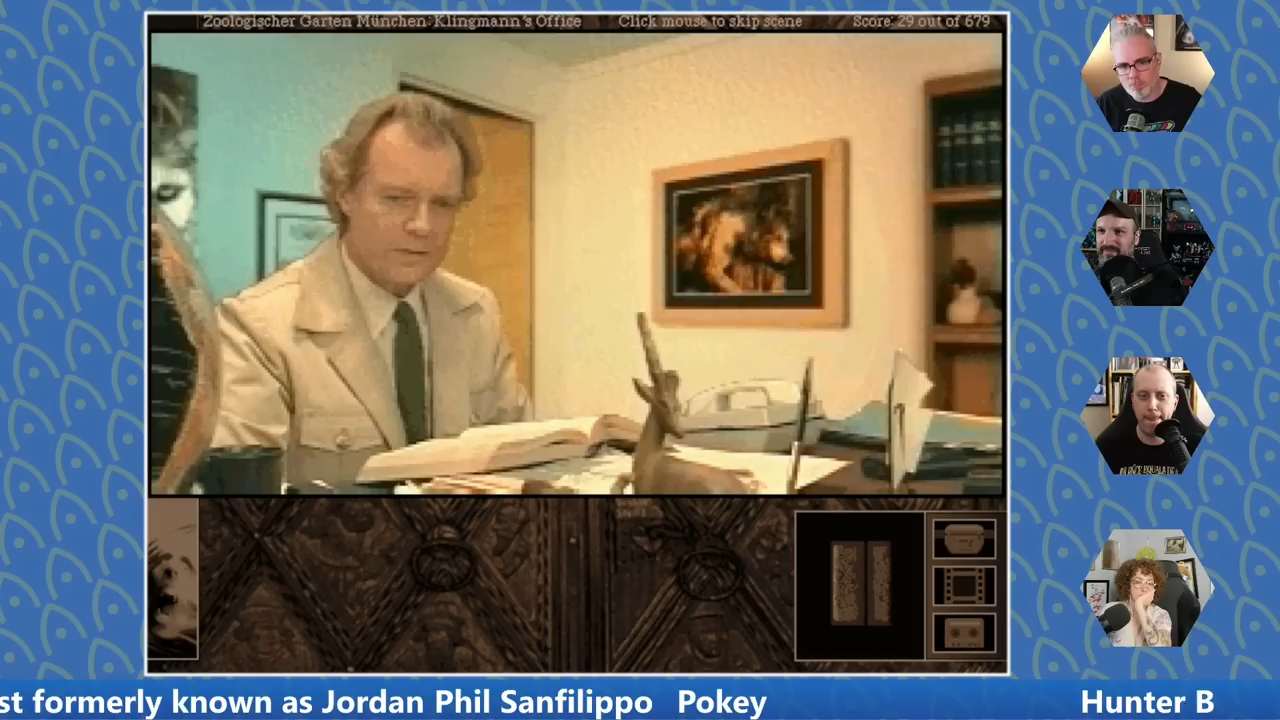 Zoologischer Garten München: Klingmann's Office Click mouse to skip scene Score: 29 out of 679
st formerly known as Jordan Phil Sanfilippo Pokey Hunter B